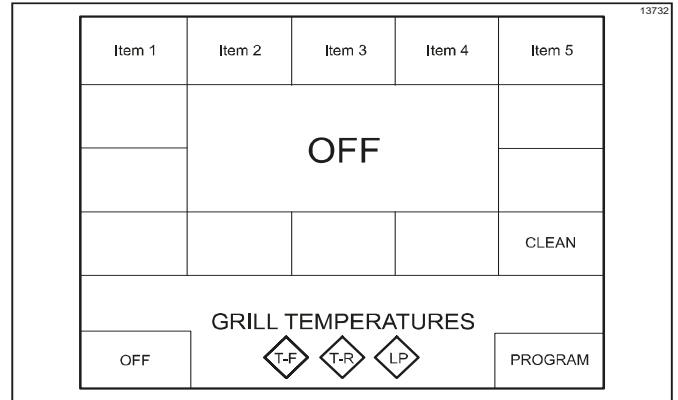 13732
Item 1 Item 2 Item 3 Item 4 Item 5
OFF
CLEAN
GRILL TEMPERATURES
OFF T-F T-R LP PROGRAM